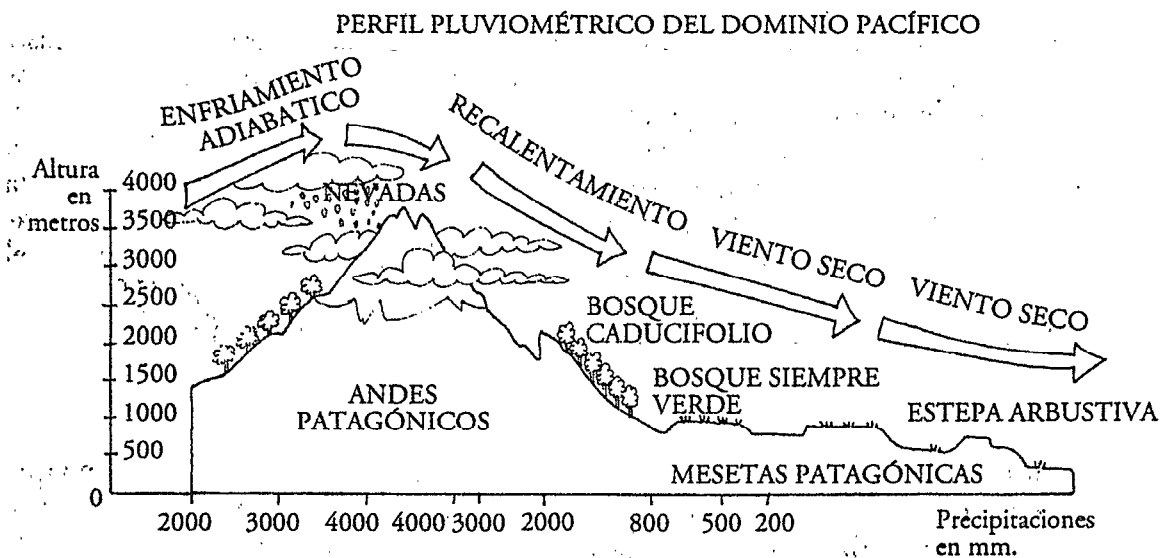 PERFIL PLUVIOMÉTRICO DEL DOMINIO PACÍFICO
ENFRIAMIENTO
ADIABATICO
RECALENTAMIENTO
VIENTO SECO
VIENTO SECO
Altura
en
metros
4000
3500
3000
2500
2000
1500
1000
500
0
NEVADAS
BOSQUE
CADUCIFOLIO
BOSQUE SIEMPRE
VERDE
ESTEPA ARBUSTIVA
ANDES
PATAGÓNICOS
MESETAS PATAGÓNICAS
2000 3000 4000 4000 3000 2000 800 500 200
Precipitaciones
en mm.